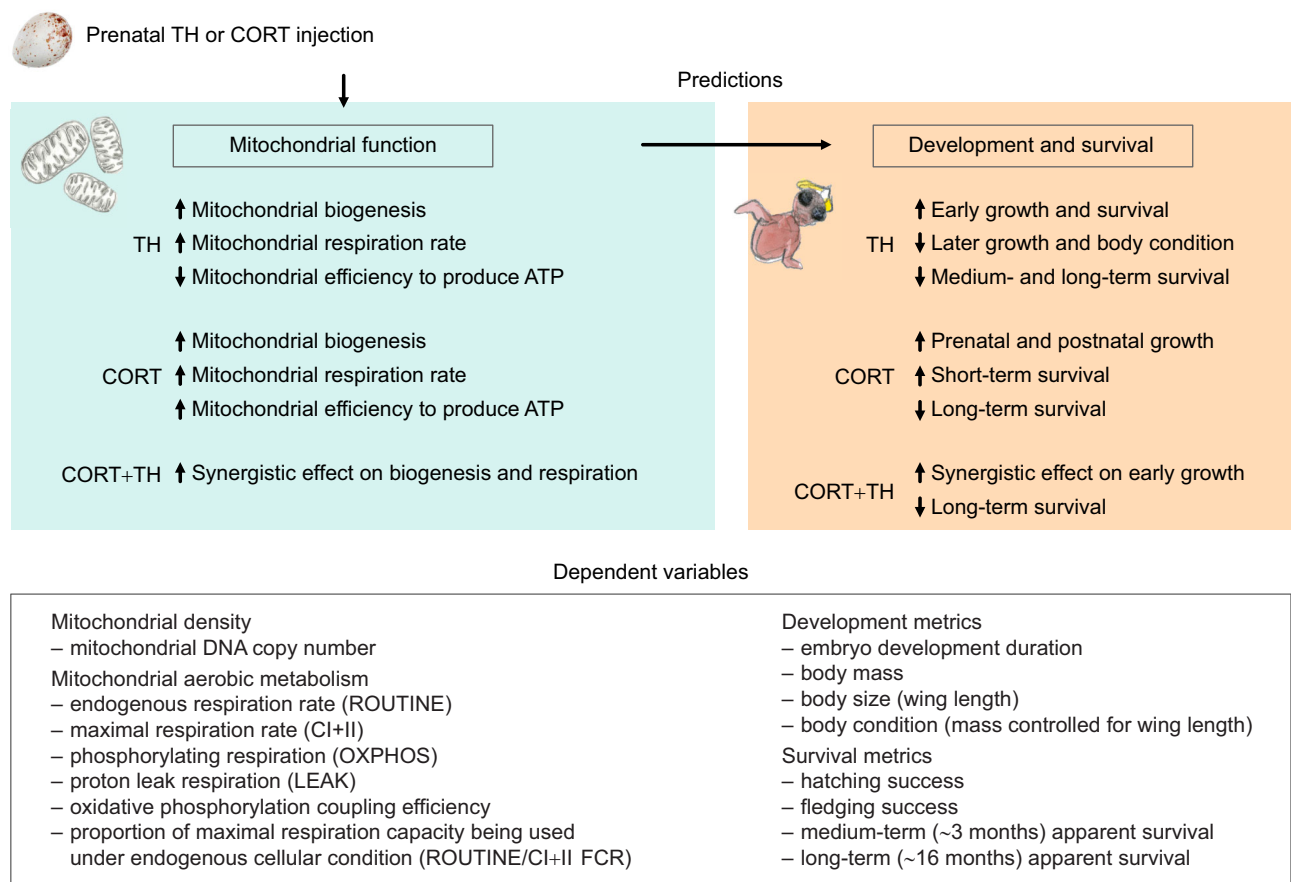 Prenatal TH or CORT injection
Predictions
Mitochondrial function
TH
↑ Mitochondrial biogenesis
↑ Mitochondrial respiration rate
↓ Mitochondrial efficiency to produce ATP
CORT
↑ Mitochondrial biogenesis
↑ Mitochondrial respiration rate
↑ Mitochondrial efficiency to produce ATP
CORT+TH ↑ Synergistic effect on biogenesis and respiration
Development and survival
TH
↑ Early growth and survival
↓ Later growth and body condition
↓ Medium- and long-term survival
CORT
↑ Prenatal and postnatal growth
↑ Short-term survival
↓ Long-term survival
CORT+TH
↑ Synergistic effect on early growth
↓ Long-term survival
Dependent variables
Mitochondrial density
– mitochondrial DNA copy number
Mitochondrial aerobic metabolism
– endogenous respiration rate (ROUTINE)
– maximal respiration rate (CI+II)
– phosphorylating respiration (OXPHOS)
– proton leak respiration (LEAK)
– oxidative phosphorylation coupling efficiency
– proportion of maximal respiration capacity being used
under endogenous cellular condition (ROUTINE/CI+II FCR)
Development metrics
– embryo development duration
– body mass
– body size (wing length)
– body condition (mass controlled for wing length)
Survival metrics
– hatching success
– fledging success
– medium-term (~3 months) apparent survival
– long-term (~16 months) apparent survival